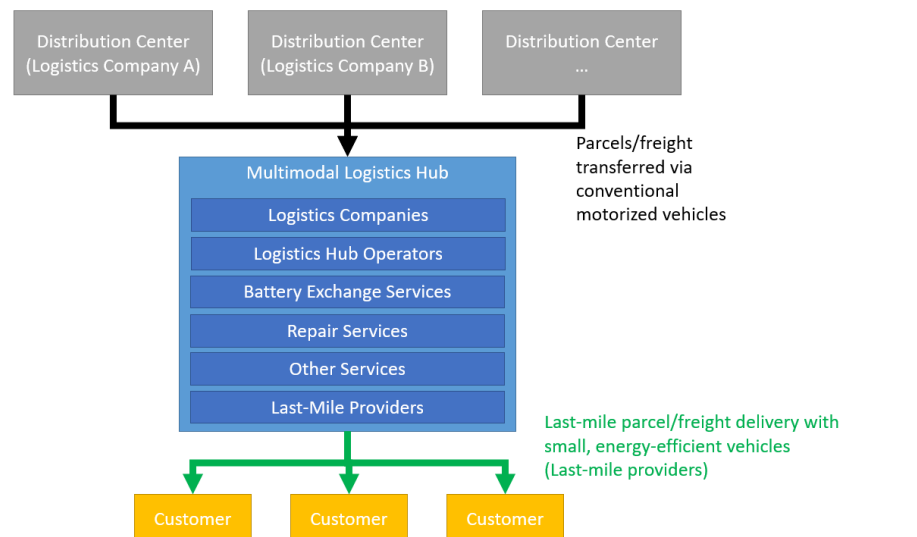 Distribution Center
(Logistics Company A)
Distribution Center
(Logistics Company B)
Distribution Center
...
Parcels/freight
transferred via
conventional
motorized vehicles
Multimodal Logistics Hub
Logistics Companies
Logistics Hub Operators
Battery Exchange Services
Repair Services
Other Services
Last-Mile Providers
Last-mile parcel/freight delivery with
small, energy-efficient vehicles
(Last-mile providers)
Customer
Customer
Customer